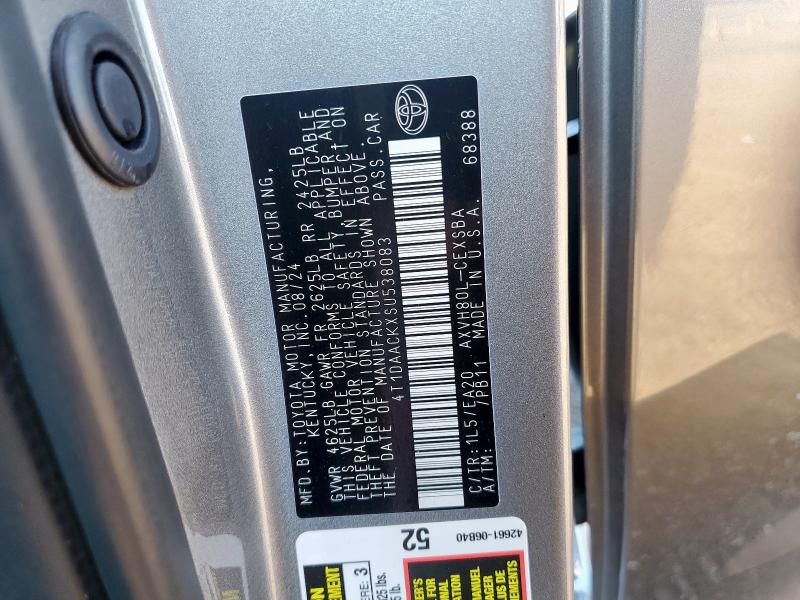 MFD.BY:TOYOTA MOTOR MANUFACTURING,
KENTUCKY, INC. 08/24
GVWR 4625LB GAWR FR 2625LB RR 2425LB
THIS VEHICLE CONFORMS TO ALL APPLICABLE
FEDERAL MOTOR VEHICLE SAFETY, BUMPER, AND
THEFT PREVENTION STANDARDS IN EFFECT ON
THE DATE OF MANUFACTURE SHOWN ABOVE.
4T1DAACKXSU538083 PASS.CAR
C/TR:1L5/EA20 AXVH80L-CEXSBA
A/TM: /PB11 MADE IN U.S.A. 68388
52
42661-06B40